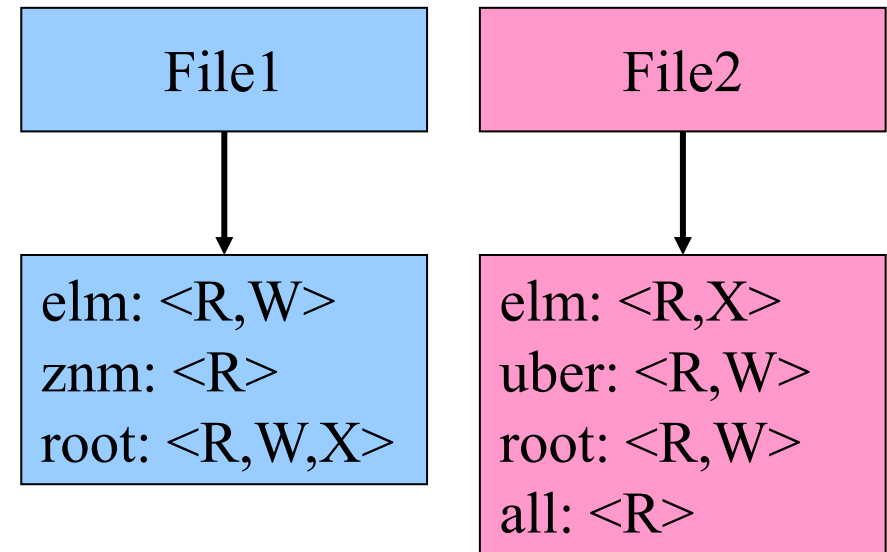 File1
elm: <R,W>
znm: <R>
root: <R,W,X>
File2
elm: <R,X>
uber: <R,W>
root: <R,W>
all: <R>